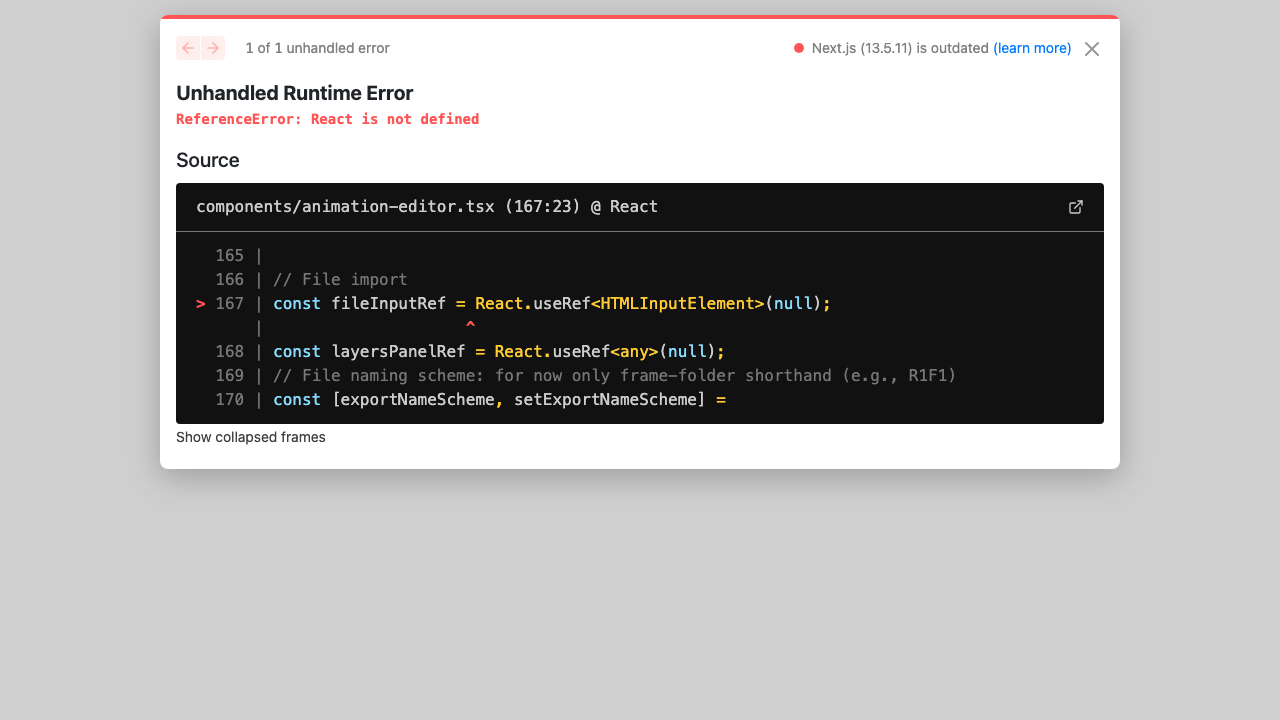 1 of 1 unhandled error
Next.js (13.5.11) is outdated (learn more)
Unhandled Runtime Error
ReferenceError: React is not defined
Source
components/animation-editor.tsx (167:23) @ React
165 |
166 | // File import
> 167 | const fileInputRef = React.useRef<HTMLInputElement>(null);
| ^
168 | const layersPanelRef = React.useRef<any>(null);
169 | // File naming scheme: for now only frame-folder shorthand (e.g., R1F1)
170 | const [exportNameScheme, setExportNameScheme] =
Show collapsed frames